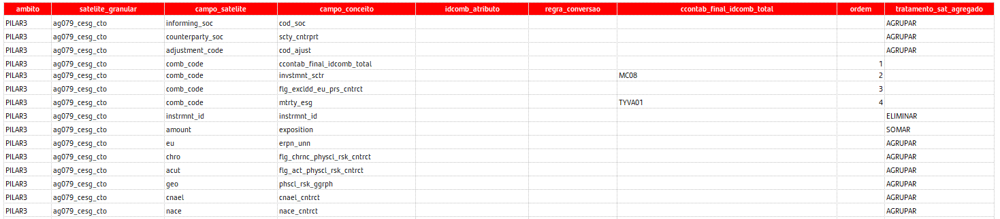 ambito satelite_granular campo_satelite campo_conceito idcomb_atributo regra_conversao ccontab_final_idcomb_total ordem tratamento_sat_agregado
PILAR3 ag079_cesg_cto informing_soc cod_soc AGRUPAR
PILAR3 ag079_cesg_cto counterparty_soc scty_cntrprt AGRUPAR
PILAR3 ag079_cesg_cto adjustment_code cod_ajust AGRUPAR
PILAR3 ag079_cesg_cto comb_code ccontab_final_idcomb_total 1
PILAR3 ag079_cesg_cto comb_code invstmnt_sctr MC08 2
PILAR3 ag079_cesg_cto comb_code flg_excldd_eu_prs_cntrct 3
PILAR3 ag079_cesg_cto comb_code mtrty_esg TYVA01 4
PILAR3 ag079_cesg_cto instrmnt_id instrmnt_id ELIMINAR
PILAR3 ag079_cesg_cto amount exposition SOMAR
PILAR3 ag079_cesg_cto eu erpn_unn AGRUPAR
PILAR3 ag079_cesg_cto chro flg_chrnc_physcl_rsk_cntrct AGRUPAR
PILAR3 ag079_cesg_cto acut flg_act_physcl_rsk_cntrct AGRUPAR
PILAR3 ag079_cesg_cto geo phscl_rsk_ggrph AGRUPAR
PILAR3 ag079_cesg_cto cnael cnael_cntrct AGRUPAR
PILAR3 ag079_cesg_cto nace nace_cntrct AGRUPAR